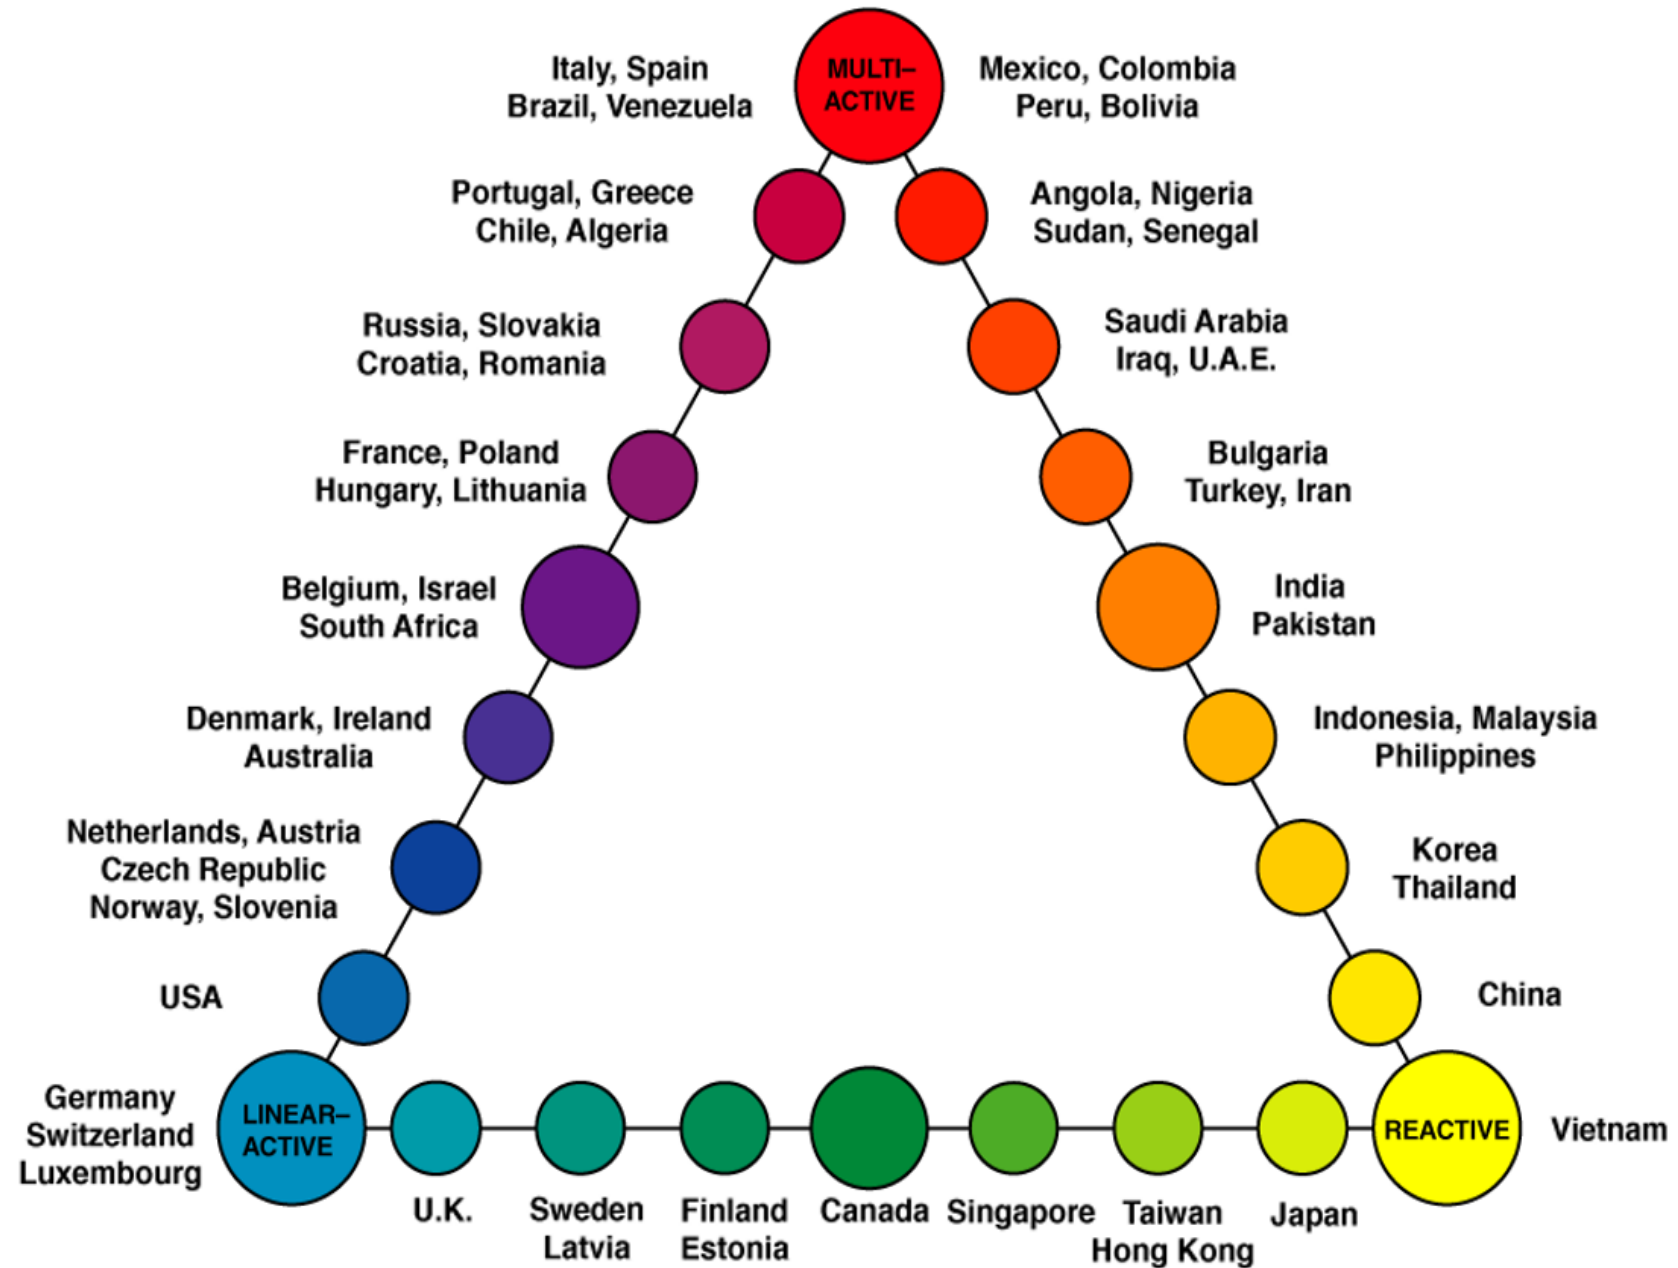 Italy, Spain
Brazil, Venezuela
MULTI–
ACTIVE
Mexico, Colombia
Peru, Bolivia
Portugal, Greece
Chile, Algeria
Angola, Nigeria
Sudan, Senegal
Russia, Slovakia
Croatia, Romania
Saudi Arabia
Iraq, U.A.E.
France, Poland
Hungary, Lithuania
Bulgaria
Turkey, Iran
Belgium, Israel
South Africa
India
Pakistan
Denmark, Ireland
Australia
Indonesia, Malaysia
Philippines
Netherlands, Austria
Czech Republic
Norway, Slovenia
Korea
Thailand
USA
China
Germany
Switzerland
Luxembourg
LINEAR–
ACTIVE
REACTIVE
Vietnam
U.K.
Sweden
Latvia
Finland
Estonia
Canada
Singapore
Taiwan
Hong Kong
Japan